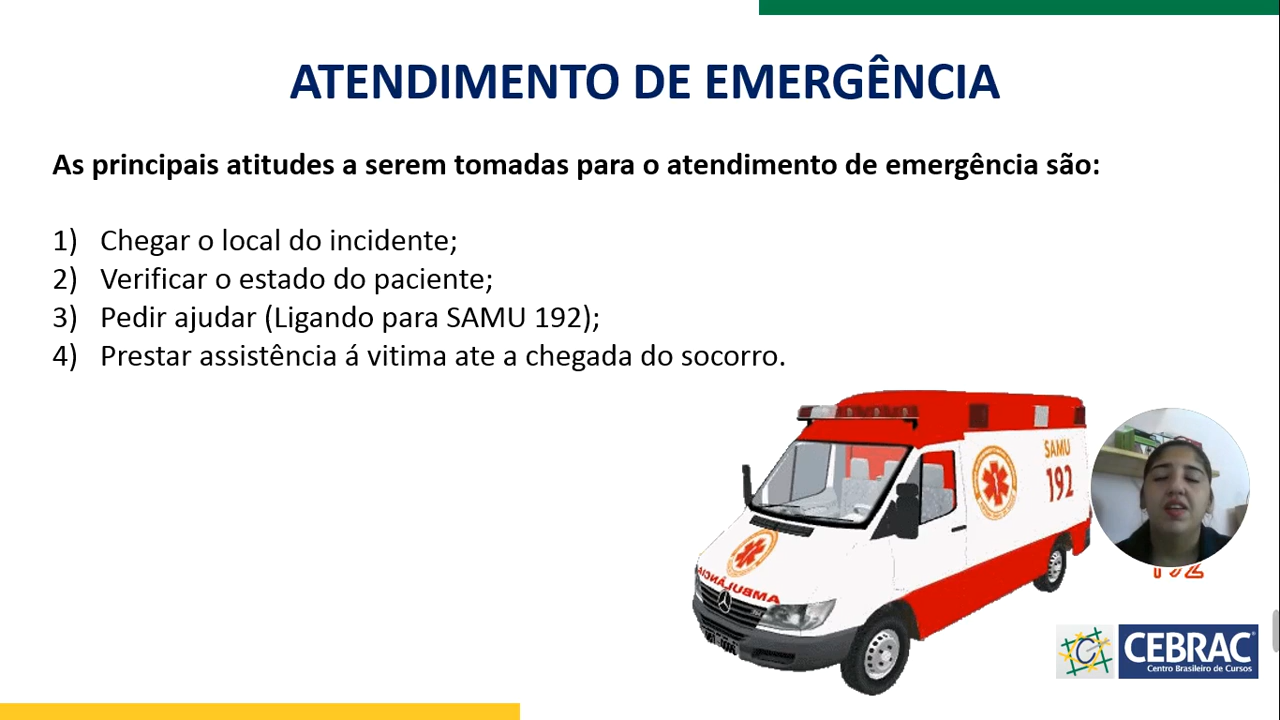 ATENDIMENTO DE EMERGÊNCIA
As principais atitudes a serem tomadas para o atendimento de emergência são:
1) Chegar o local do incidente;
2) Verificar o estado do paciente;
3) Pedir ajudar (Ligando para SAMU 192);
4) Prestar assistência á vitima ate a chegada do socorro.
SAMU
192
AMBULÂNCIA
192
CEBRAC
Centro Brasileiro de Cursos